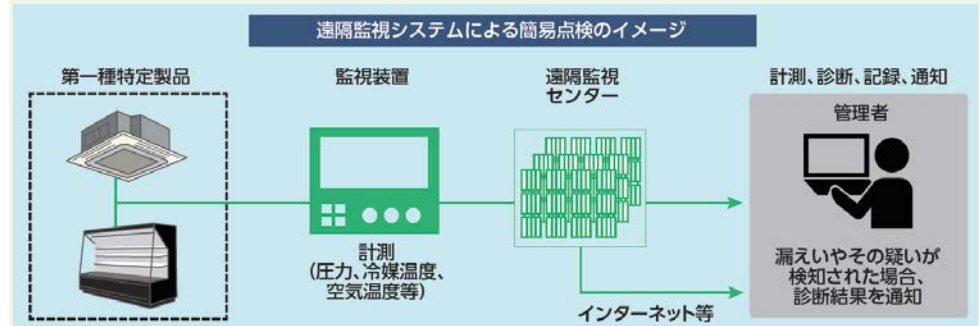 遠隔監視システムによる簡易点検のイメージ
第一種特定製品
監視装置
遠隔監視
センター
計測、診断、記録、通知
管理者
計測
(圧力、冷媒温度、
空気温度等)
インターネット等
漏えいやその疑いが
検知された場合、
診断結果を通知